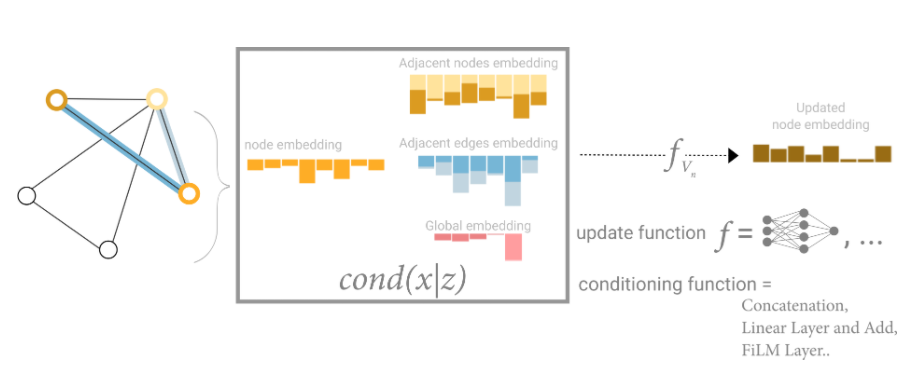 Adjacent nodes embedding
node embedding
Adjacent edges embedding
Global embedding
cond(x|z)
Updated
node embedding
f_{V_n}
update function f = , ...
conditioning function =
Concatenation,
Linear Layer and Add,
FiLM Layer..